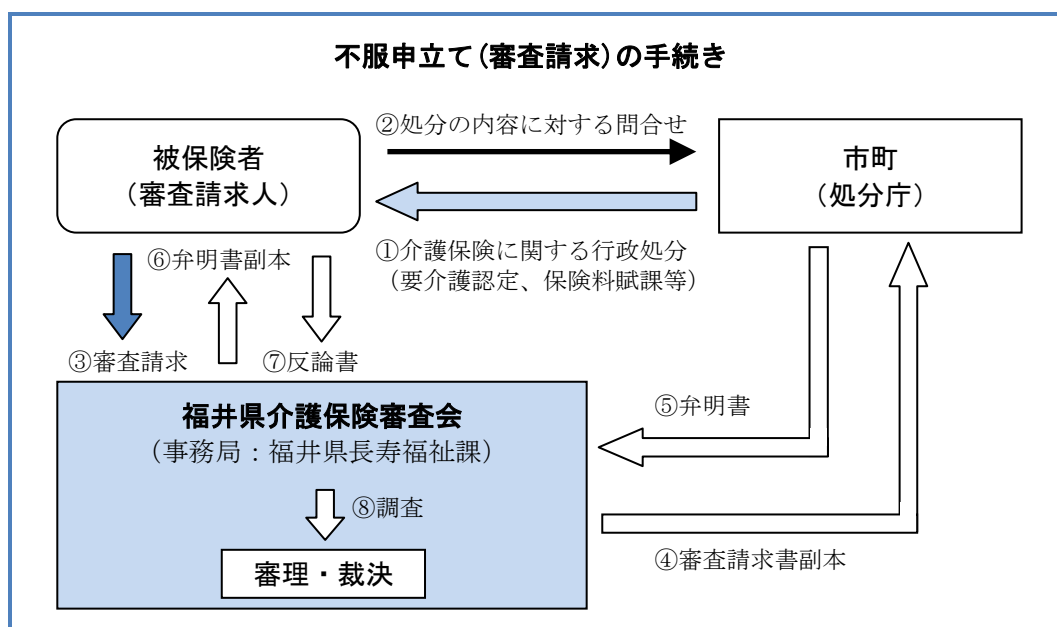 不服申立て(審査請求)の手続き
②処分の内容に対する問合せ
被保険者
(審査請求人)
市町
(処分庁)
①介護保険に関する行政処分
(要介護認定、保険料賦課等)
⑥弁明書副本
③審査請求
⑦反論書
福井県介護保険審査会
(事務局:福井県長寿福祉課)
⑤弁明書
⑧調査
審理・裁決
④審査請求書副本